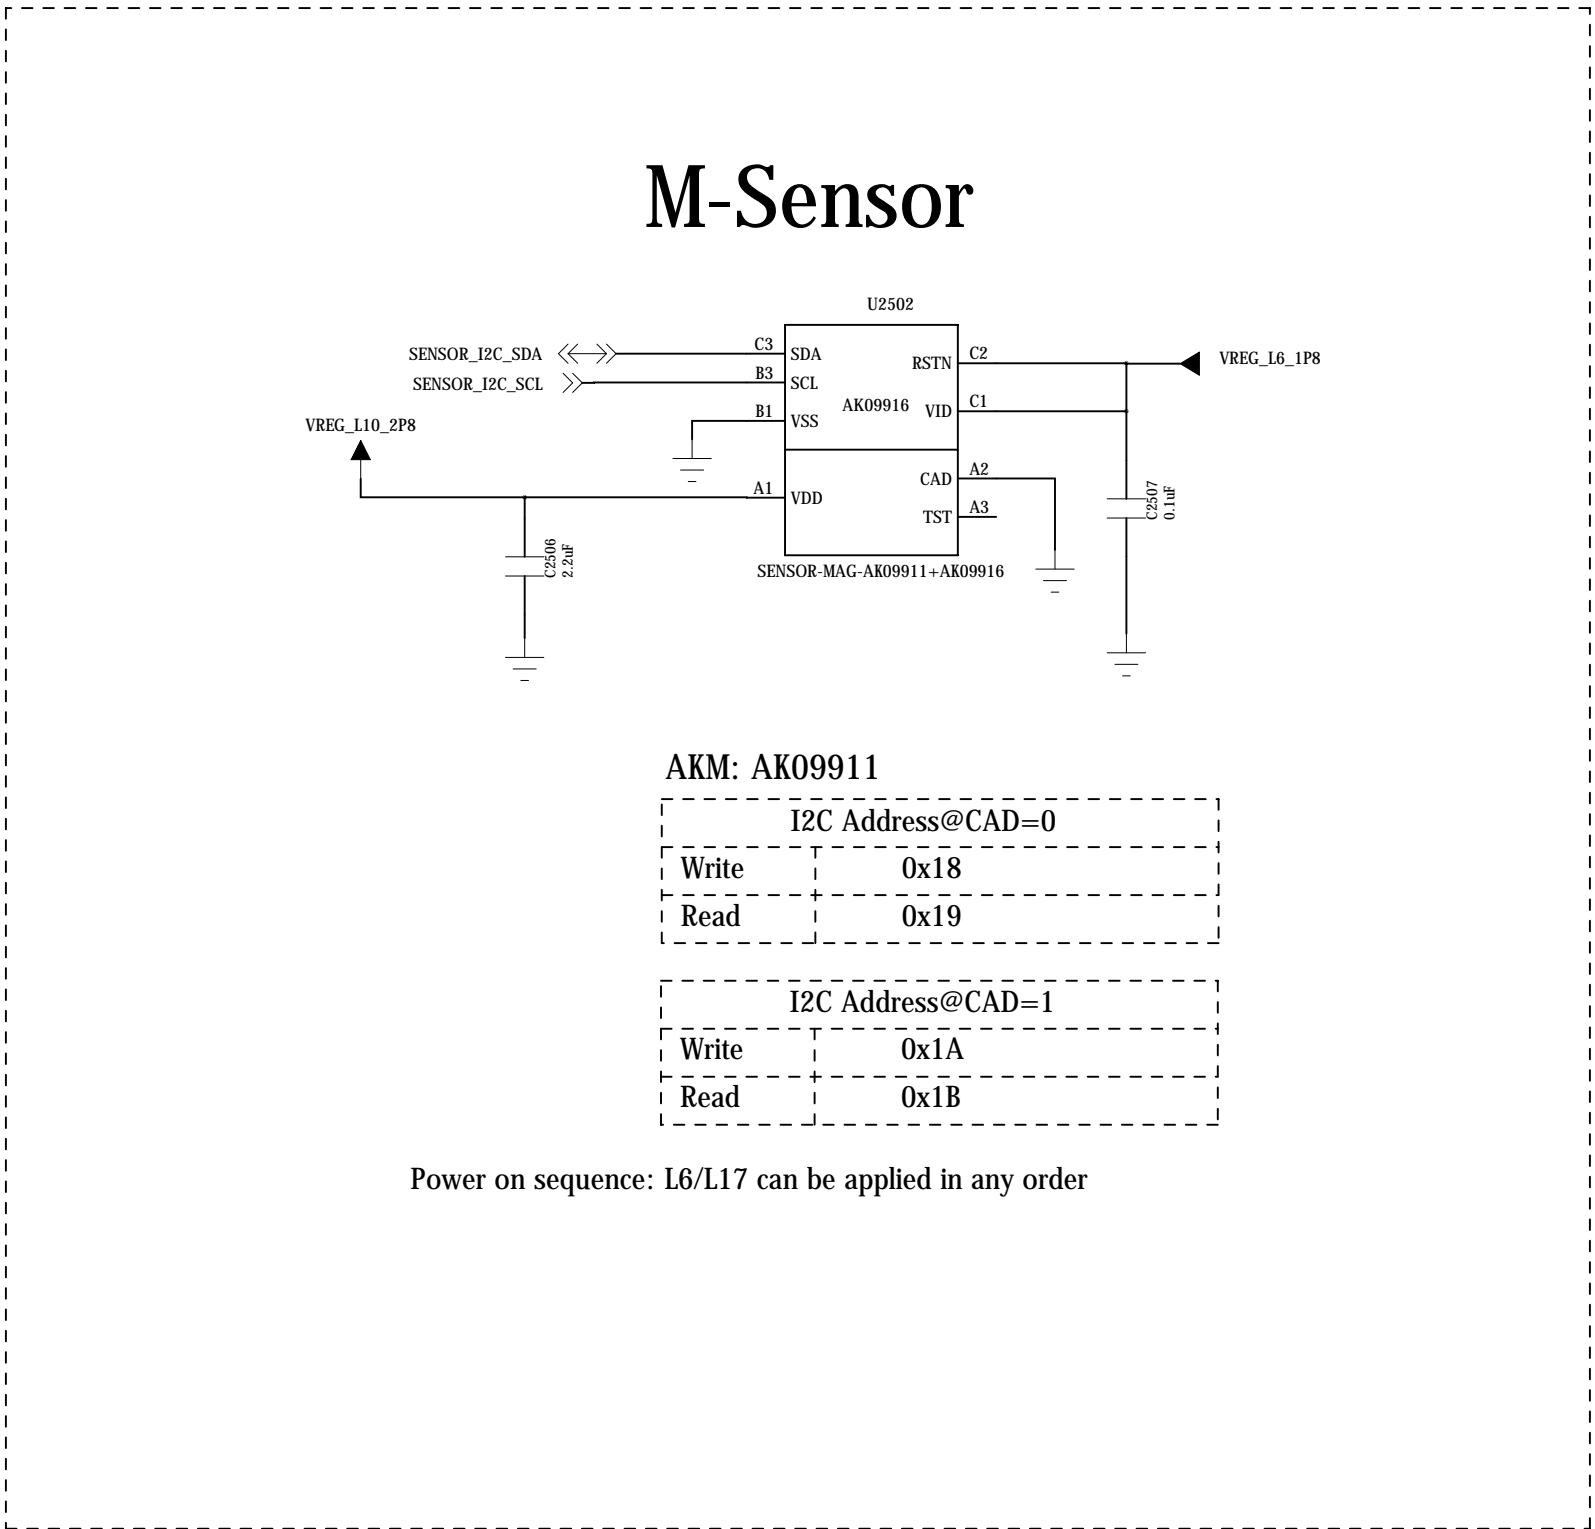 M-Sensor
U2502
SENSOR_I2C_SDA
C3
SDA
RSTN
C2
VREG_L6_1P8
SENSOR_I2C_SCL
B3
SCL
AK09916
VID
C1
VREG_L10_2P8
B1
VSS
CAD
A2
A1
VDD
TST
A3
C2507
0.1uF
C2506
2.2uF
SENSOR-MAG-AK09911+AK09916
AKM: AK09911
I2C Address@CAD=0
Write 0x18
Read 0x19
I2C Address@CAD=1
Write 0x1A
Read 0x1B
Power on sequence: L6/L17 can be applied in any order